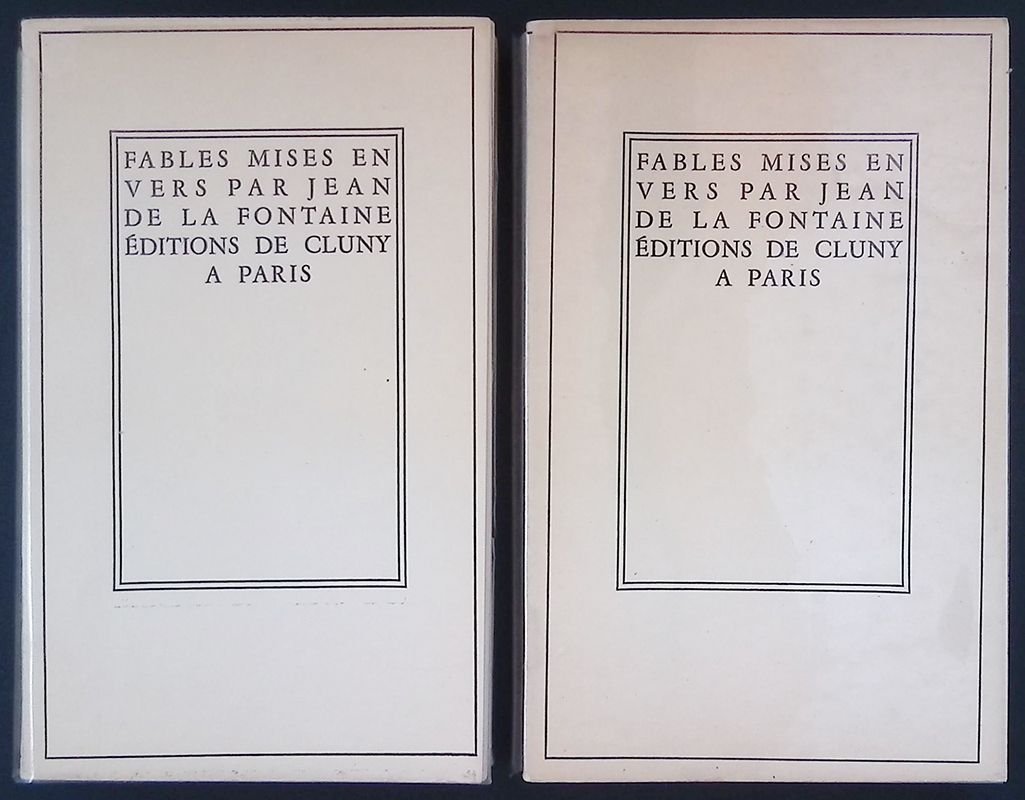 FABLES MISES EN
VERS PAR JEAN
DE LA FONTAINE
ÉDITIONS DE CLUNY
A PARIS
FABLES MISES EN
VERS PAR JEAN
DE LA FONTAINE
ÉDITIONS DE CLUNY
A PARIS